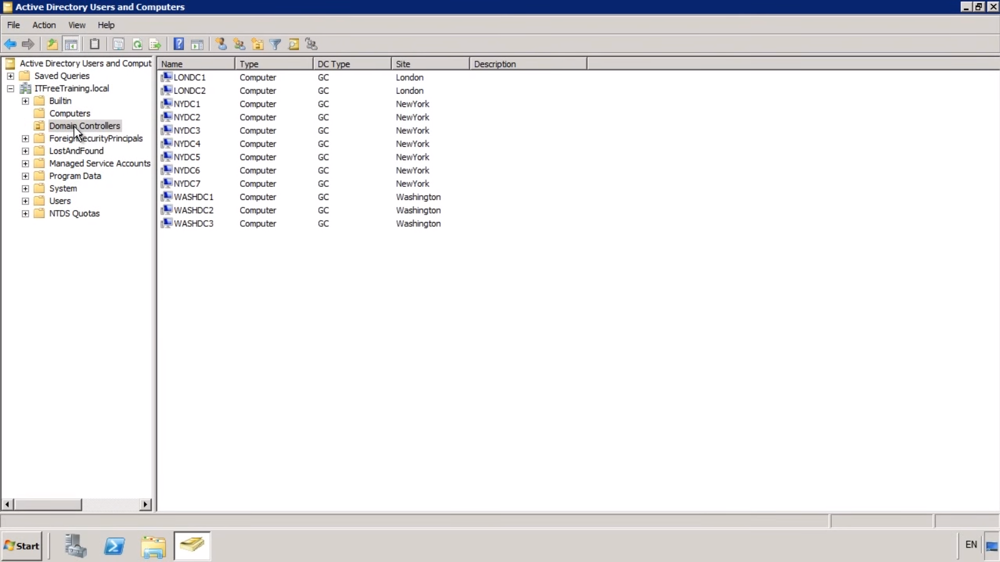 Active Directory Users and Computers
File Action View Help
Active Directory Users and Comput
Saved Queries
ITFreeTraining.local
Builtin
Computers
Domain Controllers
ForeignSecurityPrincipals
LostAndFound
Managed Service Accounts
Program Data
System
Users
NTDS Quotas
Name Type DC Type Site Description
LONDC1 Computer GC London
LONDC2 Computer GC London
NYDC1 Computer GC NewYork
NYDC2 Computer GC NewYork
NYDC3 Computer GC NewYork
NYDC4 Computer GC NewYork
NYDC5 Computer GC NewYork
NYDC6 Computer GC NewYork
NYDC7 Computer GC NewYork
WASHDC1 Computer GC Washington
WASHDC2 Computer GC Washington
WASHDC3 Computer GC Washington
Start
EN